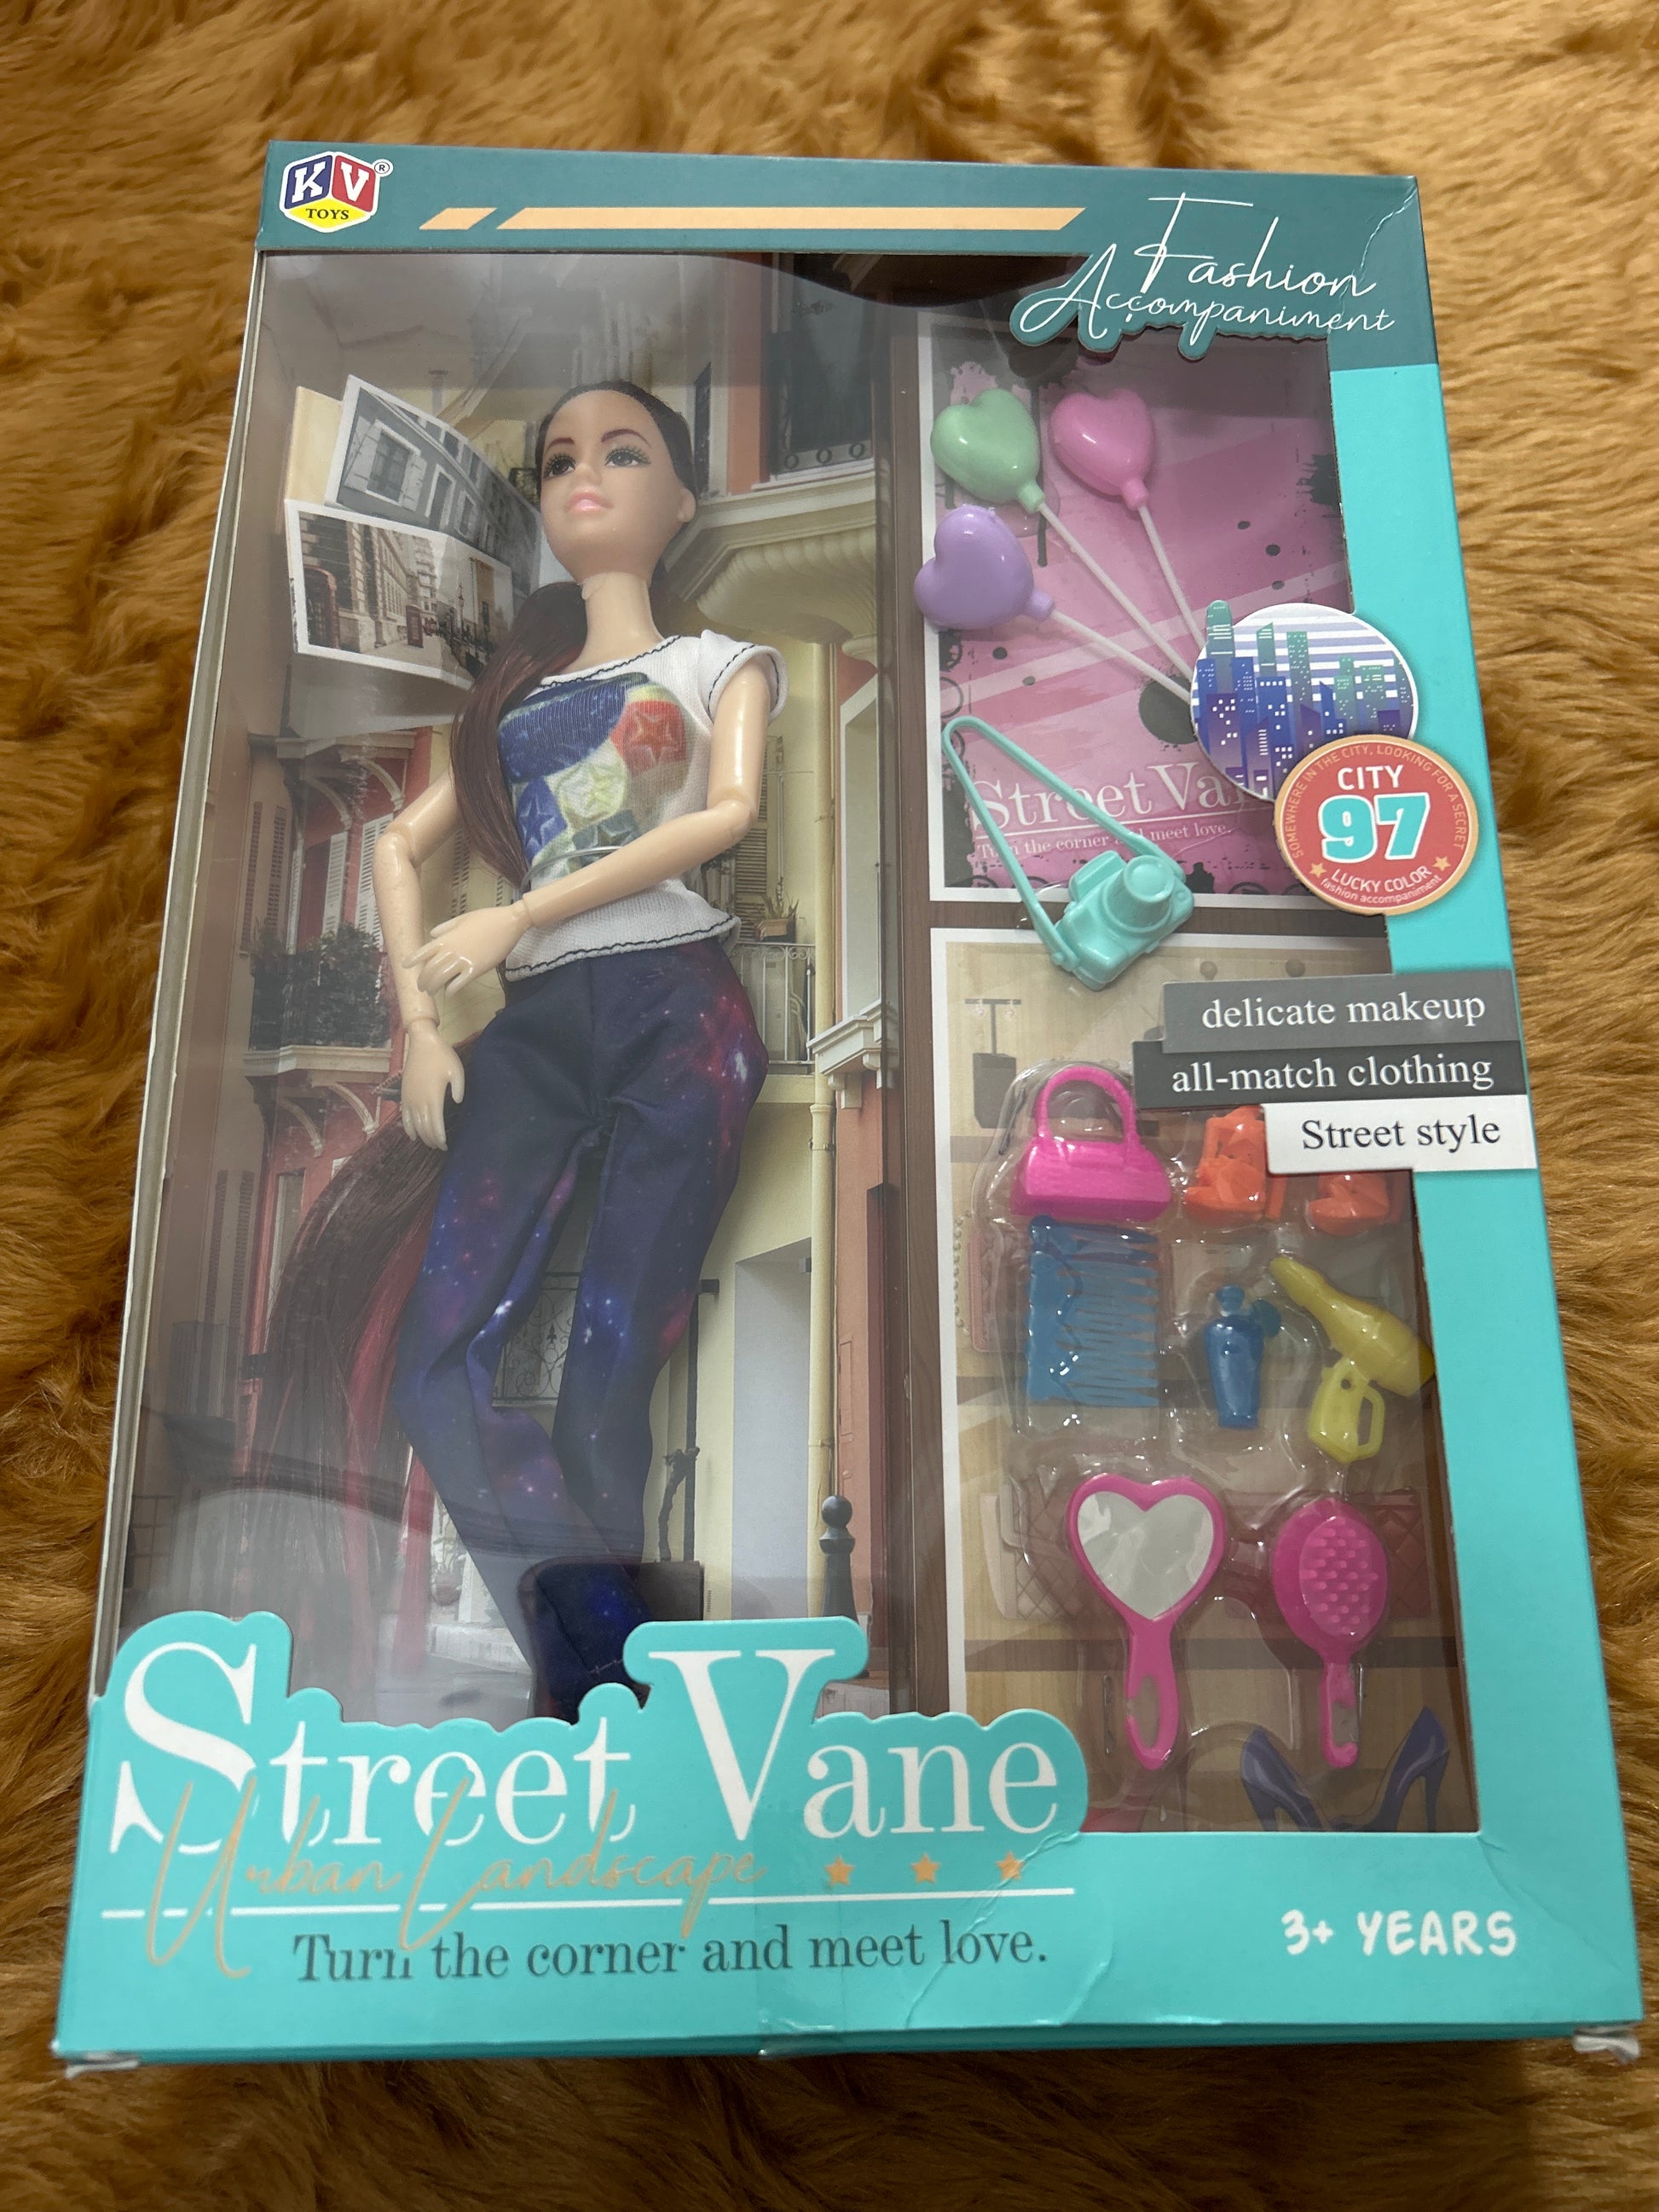 KV®
TOYS
Fashion
Accompaniment
Street Va
Turn the corner and meet love.
SOMEWHERE IN THE CITY, LOOKING FOR A SECRET
CITY
97
LUCKY COLOR
fashion accompaniment
delicate makeup
all-match clothing
Street style
Street Vane
Urban Landscape
Turn the corner and meet love.
3+ YEARS